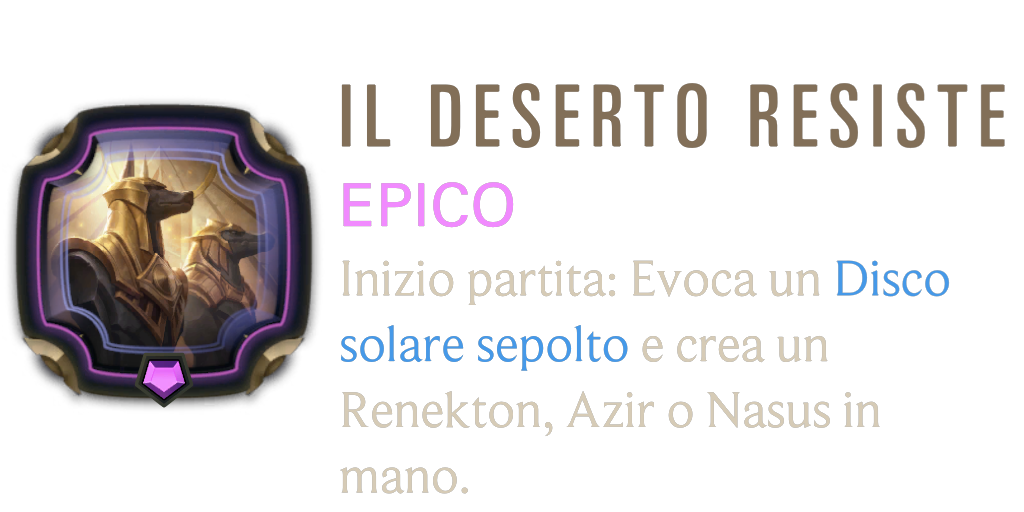 IL DESERTO RESISTE
EPICO
Inizio partita: Evoca un Disco
solare sepolto e crea un
Renekton, Azir o Nasus in
mano.